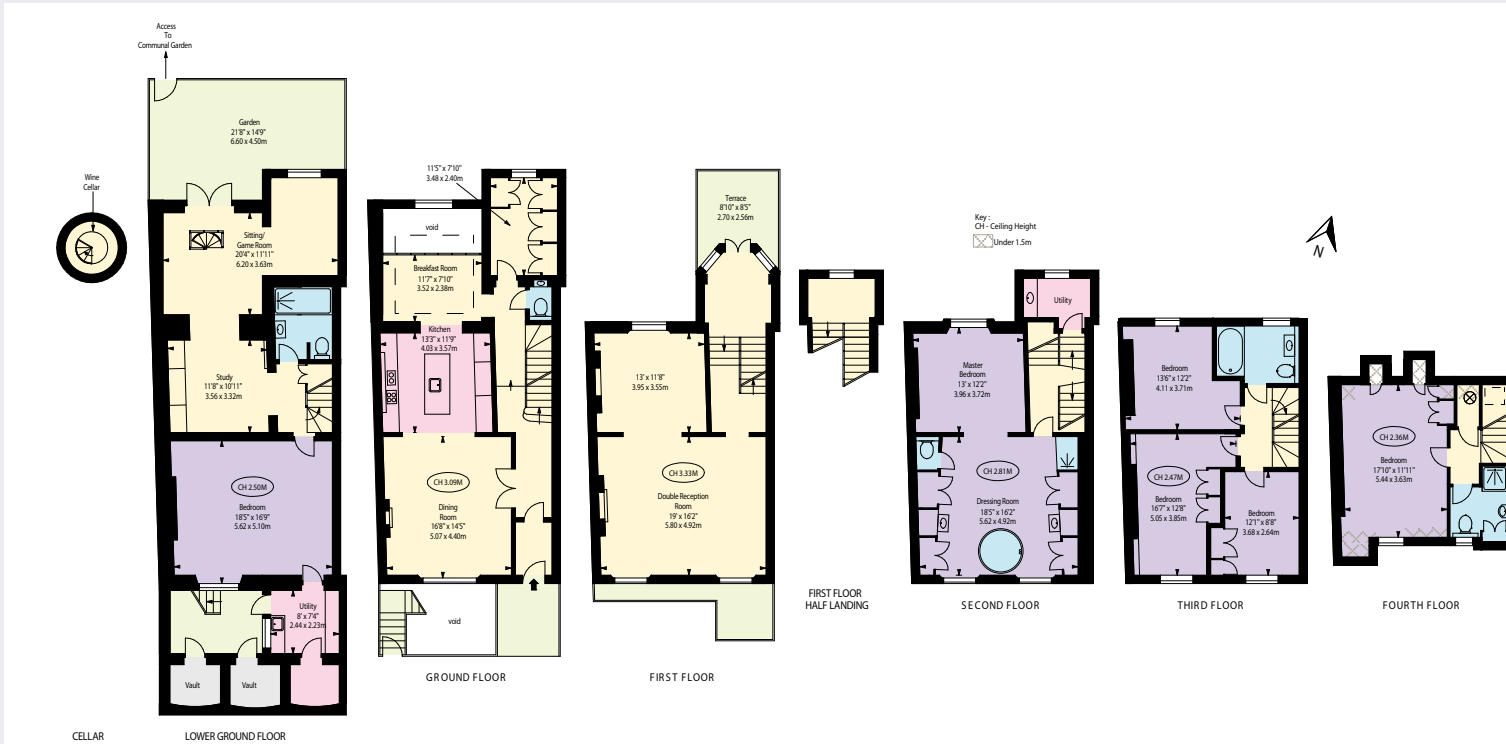 Access
To
Communal Garden
Garden
21'8" x 14'9"
6.60 x 4.50m
Wine
Cellar
Sitting/
Game Room
20'4" x 11'11"
6.20 x 3.63m
Study
11'8" x 10'11"
3.56 x 3.32m
CH 2.50M
Bedroom
18'5" x 16'9"
5.62 x 5.10m
Utility
8' x 7'4"
2.44 x 2.23m
Vault
Vault
CELLAR
LOWER GROUND FLOOR
11'5" x 7'10"
3.48 x 2.40m
void
Breakfast Room
11'7" x 7'10"
3.52 x 2.38m
Kitchen
13'3" x 11'9"
4.03 x 3.57m
CH 3.09M
Dining
Room
16'8" x 14'5"
5.07 x 4.40m
void
GROUND FLOOR
Terrace
8'10" x 8'5"
2.70 x 2.56m
13' x 11'8"
3.95 x 3.55m
CH 3.33M
Double Reception
Room
19' x 16'2"
5.80 x 4.92m
FIRST FLOOR
FIRST FLOOR
HALF LANDING
Key :
CH - Ceiling Height
Under 1.5m
Utility
Master
Bedroom
13' x 12'2"
3.96 x 3.72m
CH 2.81M
Dressing Room
18'5" x 16'2"
5.62 x 4.92m
SECOND FLOOR
Bedroom
13'6" x 12'2"
4.11 x 3.71m
CH 2.47M
Bedroom
16'7" x 12'8"
5.05 x 3.85m
Bedroom
12'1" x 8'8"
3.68 x 2.64m
THIRD FLOOR
N
CH 2.36M
Bedroom
17'10" x 11'11"
5.44 x 3.63m
FOURTH FLOOR